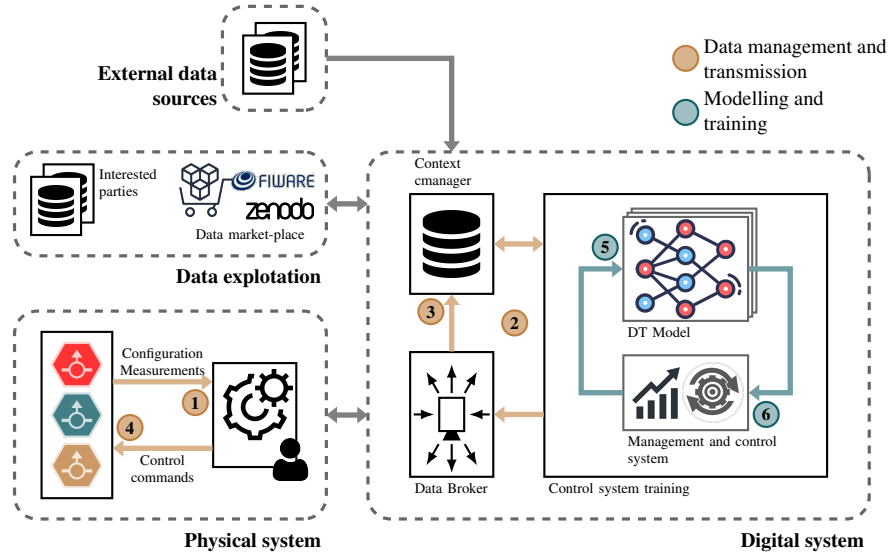 External data
sources
Data management and
transmission
Modelling and
training
Interested
parties
FIWARE
zenodo
Data market-place
Data explotation
Context
cmanager
3
2
5
DT Model
6
Management and control
system
Data Broker
Control system training
Digital system
Configuration
Measurements
1
4
Control
commands
Physical system